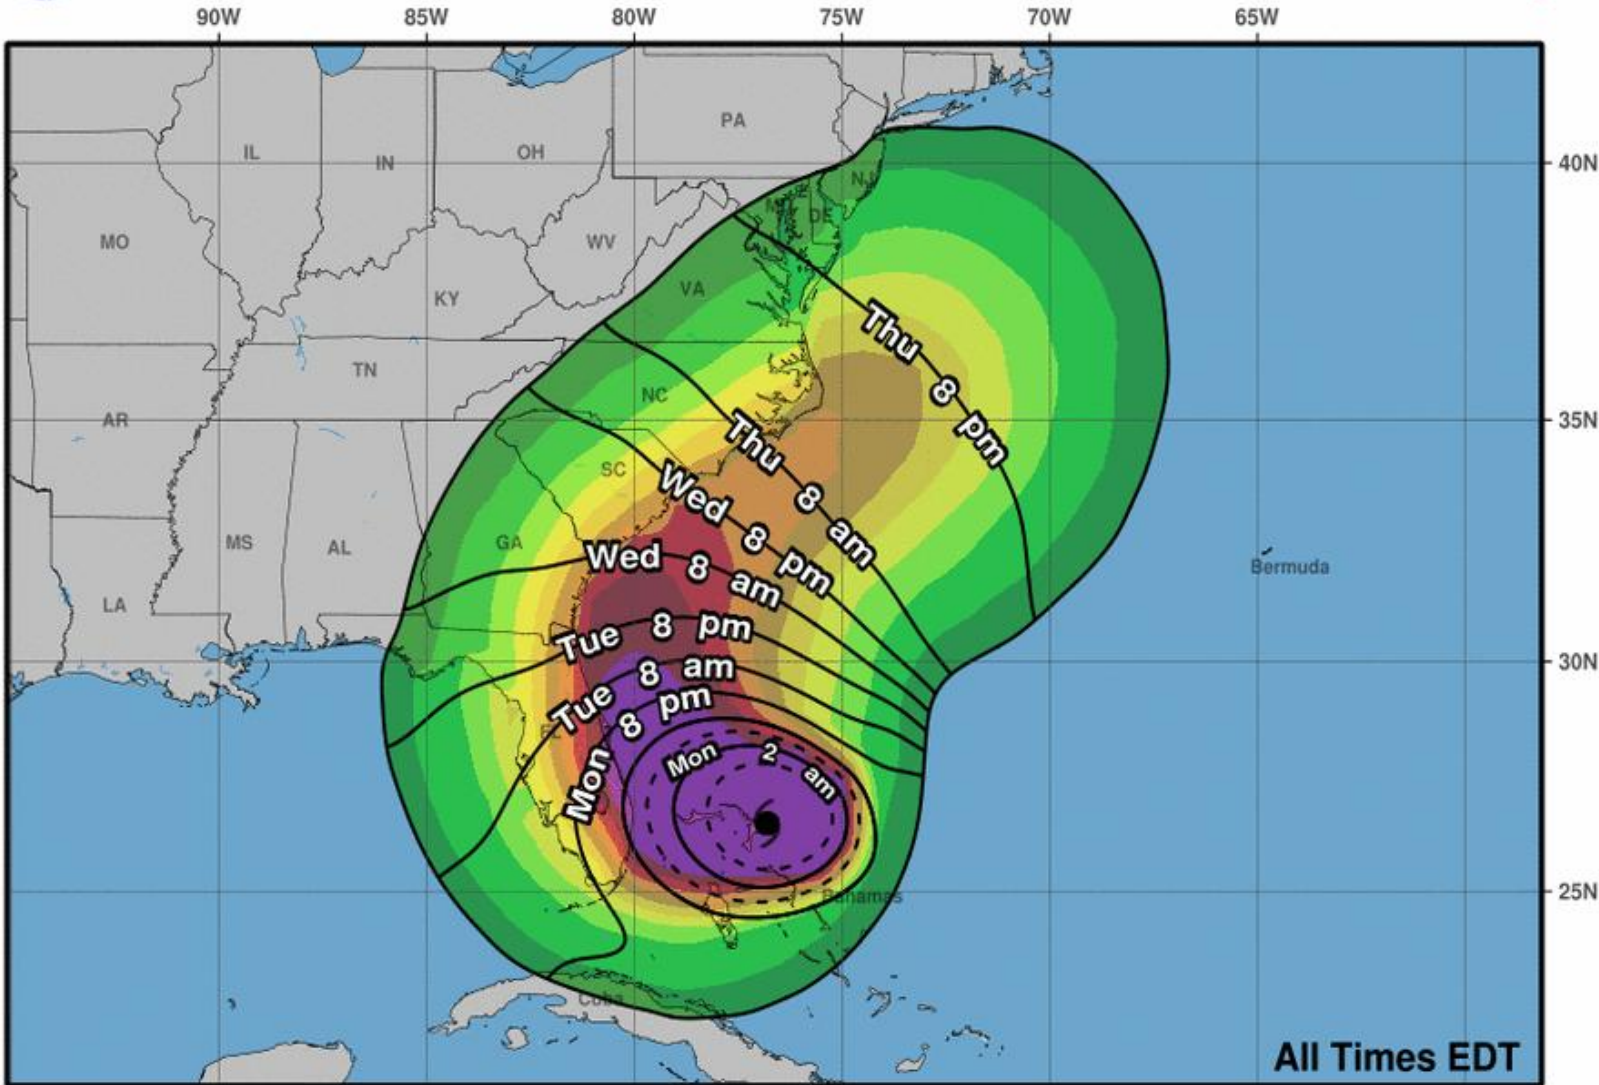 90W 85W 80W 75W 70W 65W
PA
40N
IL IN OH
NJ
MD DE
MO WV
VA
KY
Thu 8 pm
TN
NC
AR
35N
Thu 8 am
SC
Wed 8 pm
MS AL GA
Wed 8 am
Bermuda
LA
Tue 8 pm
30N
Tue 8 am
FL
Mon 8 pm
Mon 2 am
25N
Bahamas
Cuba
All Times EDT